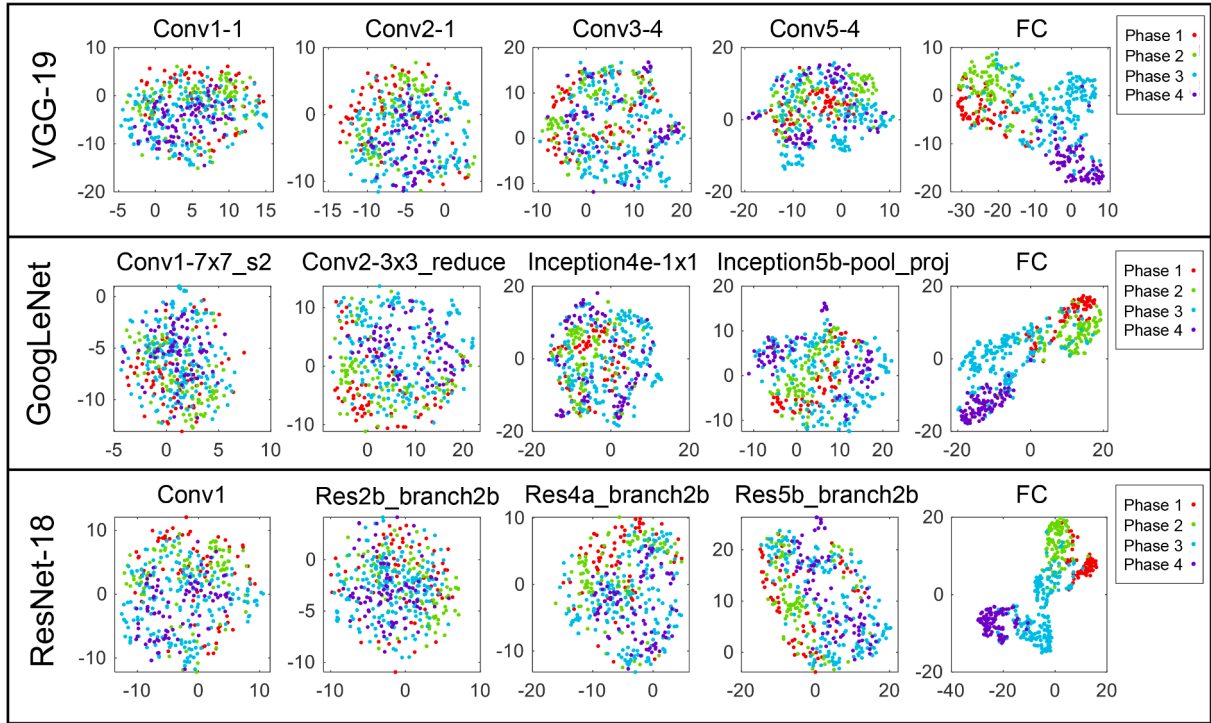 VGG-19
Conv1-1
10
0
-10
-20
-5 0 5 10 15
Conv2-1
10
0
-10
-15 -10 -5 0
Conv3-4
20
10
0
-10
-10 0 10 20
Conv5-4
20
10
0
-10
-20
-20 -10 0 10
FC
10
0
-10
-20
-30 -20 -10 0 10
Phase 1
Phase 2
Phase 3
Phase 4
GoogLeNet
Conv1-7x7_s2
0
-5
-10
-5 0 5 10
Conv2-3x3_reduce
10
0
-10
0 10 20
Inception4e-1x1
20
0
-20
-20 0 20
Inception5b-pool_proj
20
10
0
-10
-10 0 10 20
FC
20
0
-20
-20 -10 0 10 20
Phase 1
Phase 2
Phase 3
Phase 4
ResNet-18
Conv1
10
0
-10
-10 0 10
Res2b_branch2b
0
-5
-10
-10 -5 0 5
Res4a_branch2b
10
0
-10
-15 -10 -5 0 5
Res5b_branch2b
20
10
0
-20 0 20
FC
20
0
-20
-40 -20 0 20
Phase 1
Phase 2
Phase 3
Phase 4